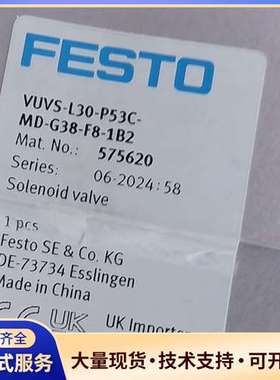 FESTO
VUVS-L30-P53C-
MD-G38-F8-1B2
Mat. No.: 575620
Series: 06-2024:58
Solenoid valve
1 pcs
Festo SE & Co. KG
DE-73734 Esslingen
Made in China
CE UK
UK Importer
齐全
式服务
大量现货·技术支持·可开